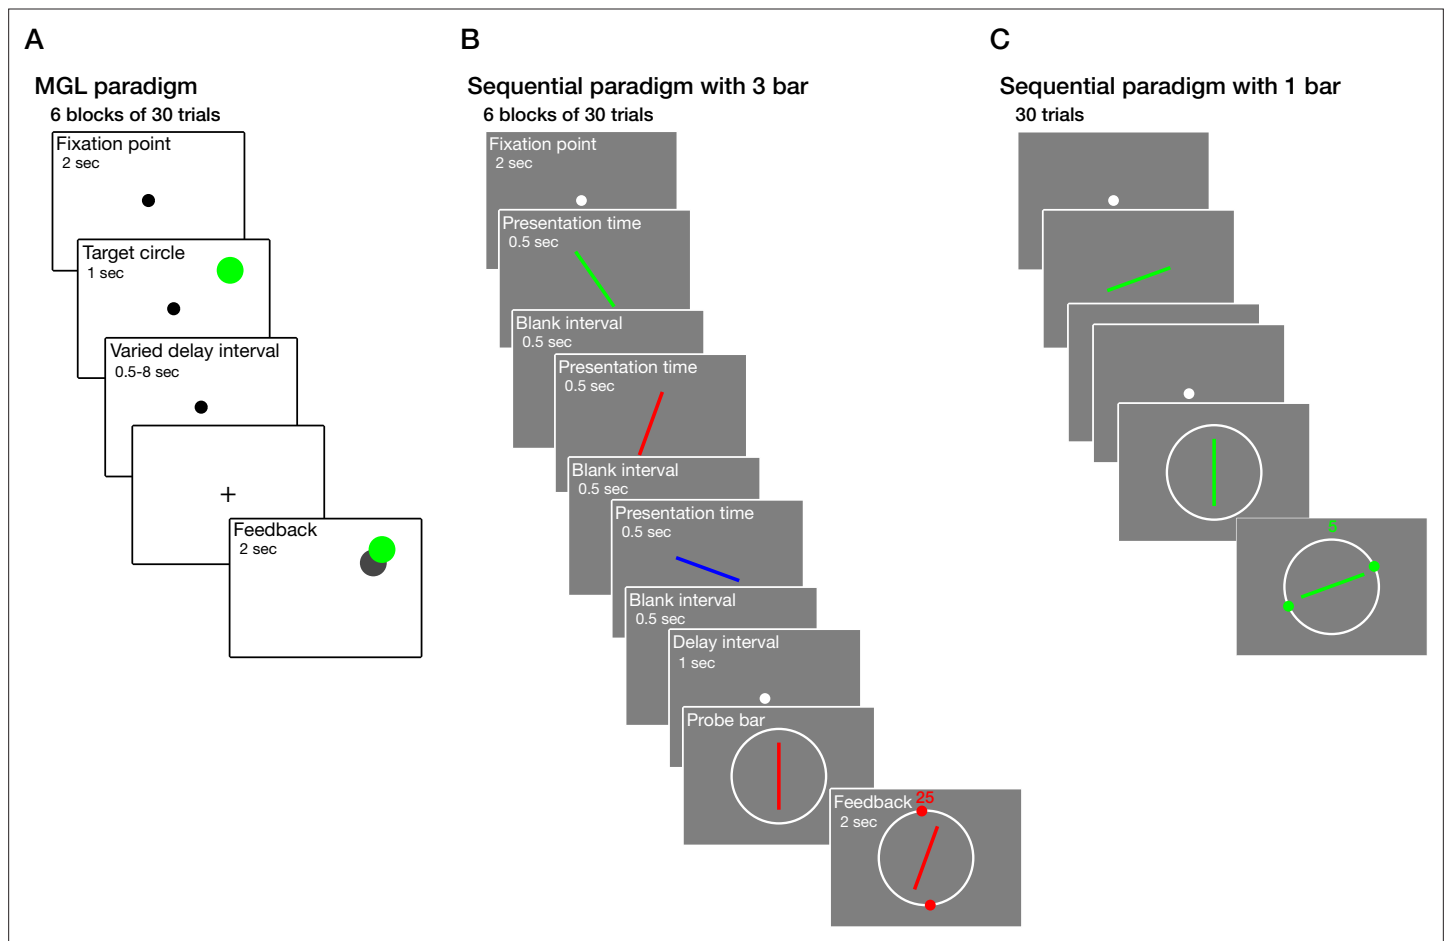 A
MGL paradigm
6 blocks of 30 trials
Fixation point
2 sec
Target circle
1 sec
Varied delay interval
0.5-8 sec
Feedback
2 sec
B
Sequential paradigm with 3 bar
6 blocks of 30 trials
Fixation point
2 sec
Presentation time
0.5 sec
Blank interval
0.5 sec
Presentation time
0.5 sec
Blank interval
0.5 sec
Presentation time
0.5 sec
Blank interval
0.5 sec
Delay interval
1 sec
Probe bar
Feedback 25
2 sec
C
Sequential paradigm with 1 bar
30 trials
5